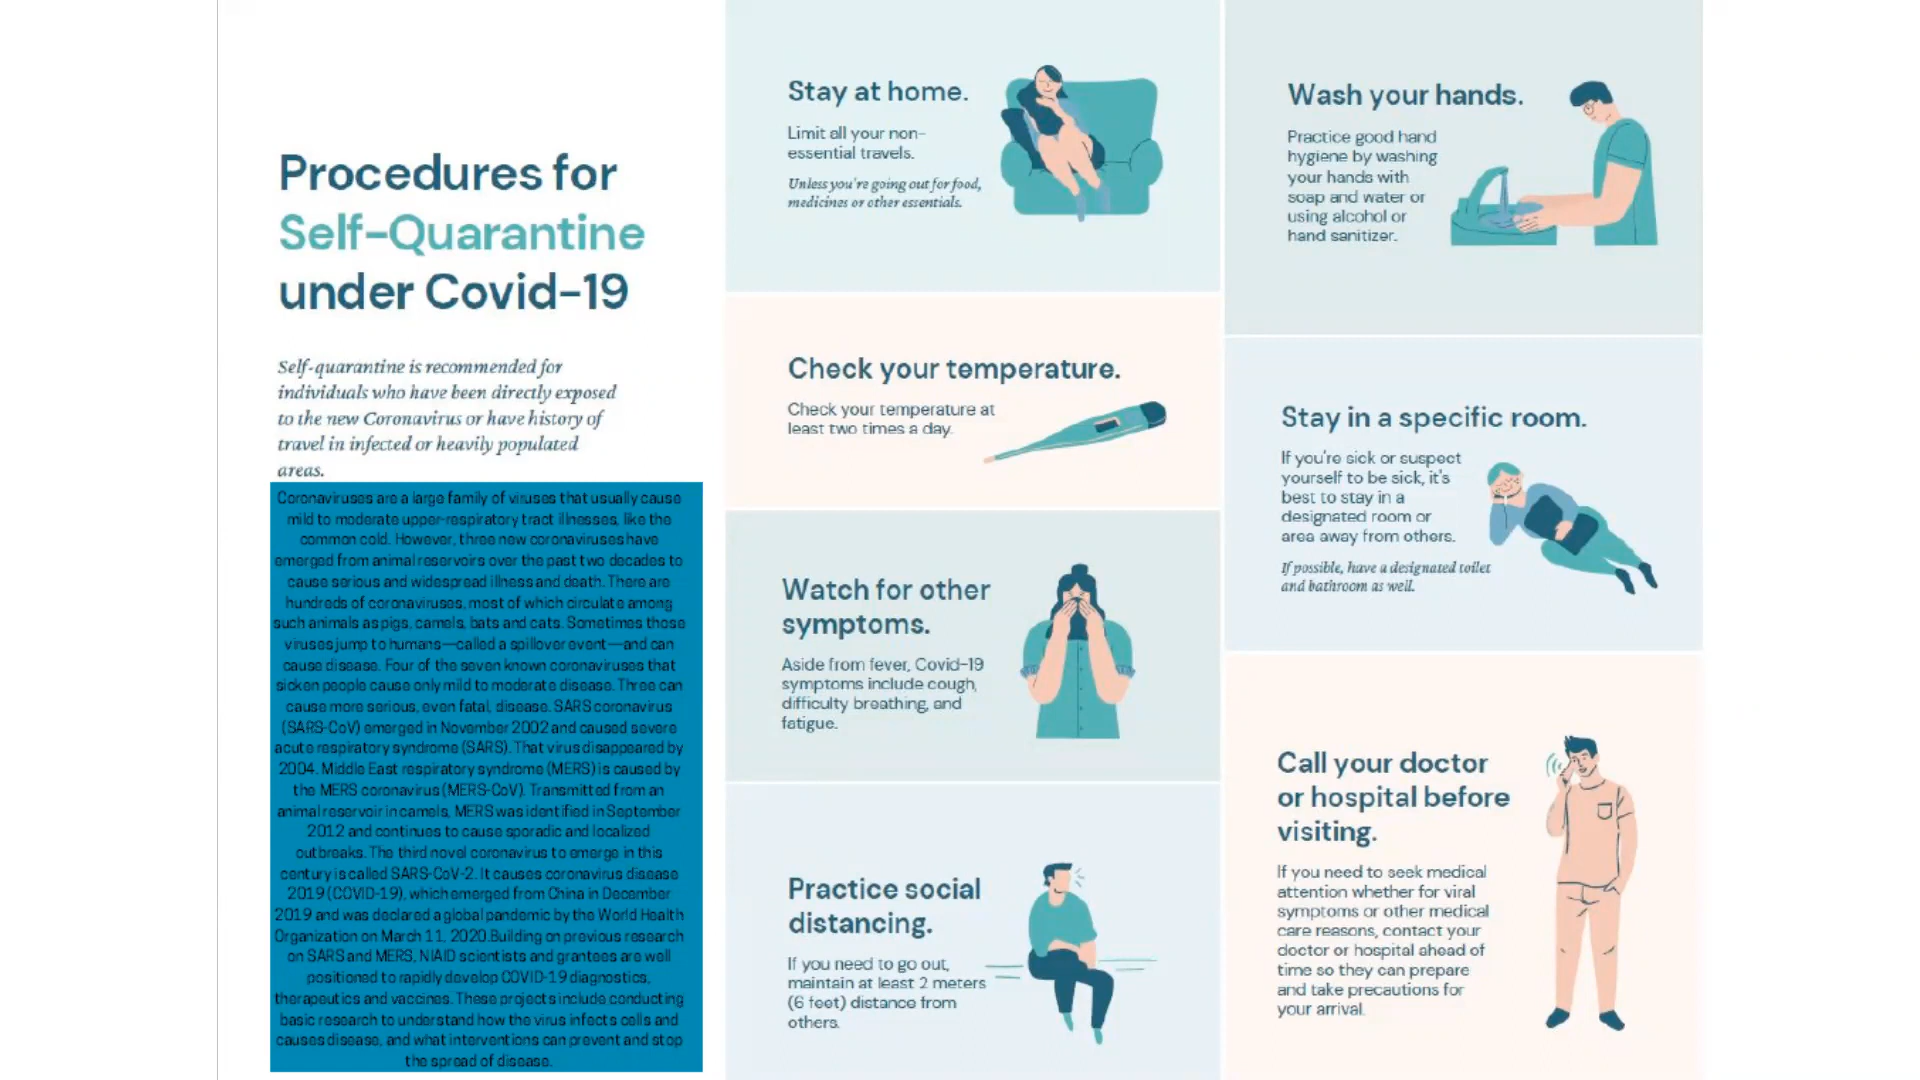 Procedures for
Self-Quarantine
under Covid-19
Self-quarantine is recommended for
individuals who have been directly exposed
to the new Coronavirus or have history of
travel in infected or heavily populated
areas.
Coronaviruses are a large family of viruses that usually cause
mild to moderate upper-respiratory tract illnesses, like the
common cold. However, three new coronaviruses have
emerged from animal reservoirs over the past two decades to
cause serious and widespread illness and death. There are
hundreds of coronaviruses, most of which circulate among
such animals as pigs, camels, bats and cats. Sometimes those
viruses jump to humans—called a spillover event—and can
cause disease. Four of the seven known coronaviruses that
sicken people cause only mild to moderate disease. Three can
cause more serious, even fatal, disease. SARS coronavirus
(SARS-CoV) emerged in November 2002 and caused severe
acute respiratory syndrome (SARS). That virus disappeared by
2004. Middle East respiratory syndrome (MERS) is caused by
the MERS coronavirus (MERS-CoV). Transmitted from an
animal reservoir in camels, MERS was identified in September
2012 and continues to cause sporadic and localized
outbreaks. The third novel coronavirus to emerge in this
century is called SARS-CoV-2. It causes coronavirus disease
2019 (COVID-19), which emerged from China in December
2019 and was declared a global pandemic by the World Health
Organization on March 11, 2020.Building on previous research
on SARS and MERS, NIAID scientists and grantees are well
positioned to rapidly develop COVID-19 diagnostics,
therapeutics and vaccines. These projects include conducting
basic research to understand how the virus infects cells and
causes disease, and what interventions can prevent and stop
the spread of disease.
Stay at home.
Limit all your non-
essential travels.
Unless you're going out for food,
medicines or other essentials.
Check your temperature.
Check your temperature at
least two times a day.
Watch for other
symptoms.
Aside from fever, Covid-19
symptoms include cough,
difficulty breathing, and
fatigue.
Practice social
distancing.
If you need to go out,
maintain at least 2 meters
(6 feet) distance from
others.
Wash your hands.
Practice good hand
hygiene by washing
your hands with
soap and water or
using alcohol or
hand sanitizer.
Stay in a specific room.
If you're sick or suspect
yourself to be sick, it's
best to stay in a
designated room or
area away from others.
If possible, have a designated toilet
and bathroom as well.
Call your doctor
or hospital before
visiting.
If you need to seek medical
attention whether for viral
symptoms or other medical
care reasons, contact your
doctor or hospital ahead of
time so they can prepare
and take precautions for
your arrival.